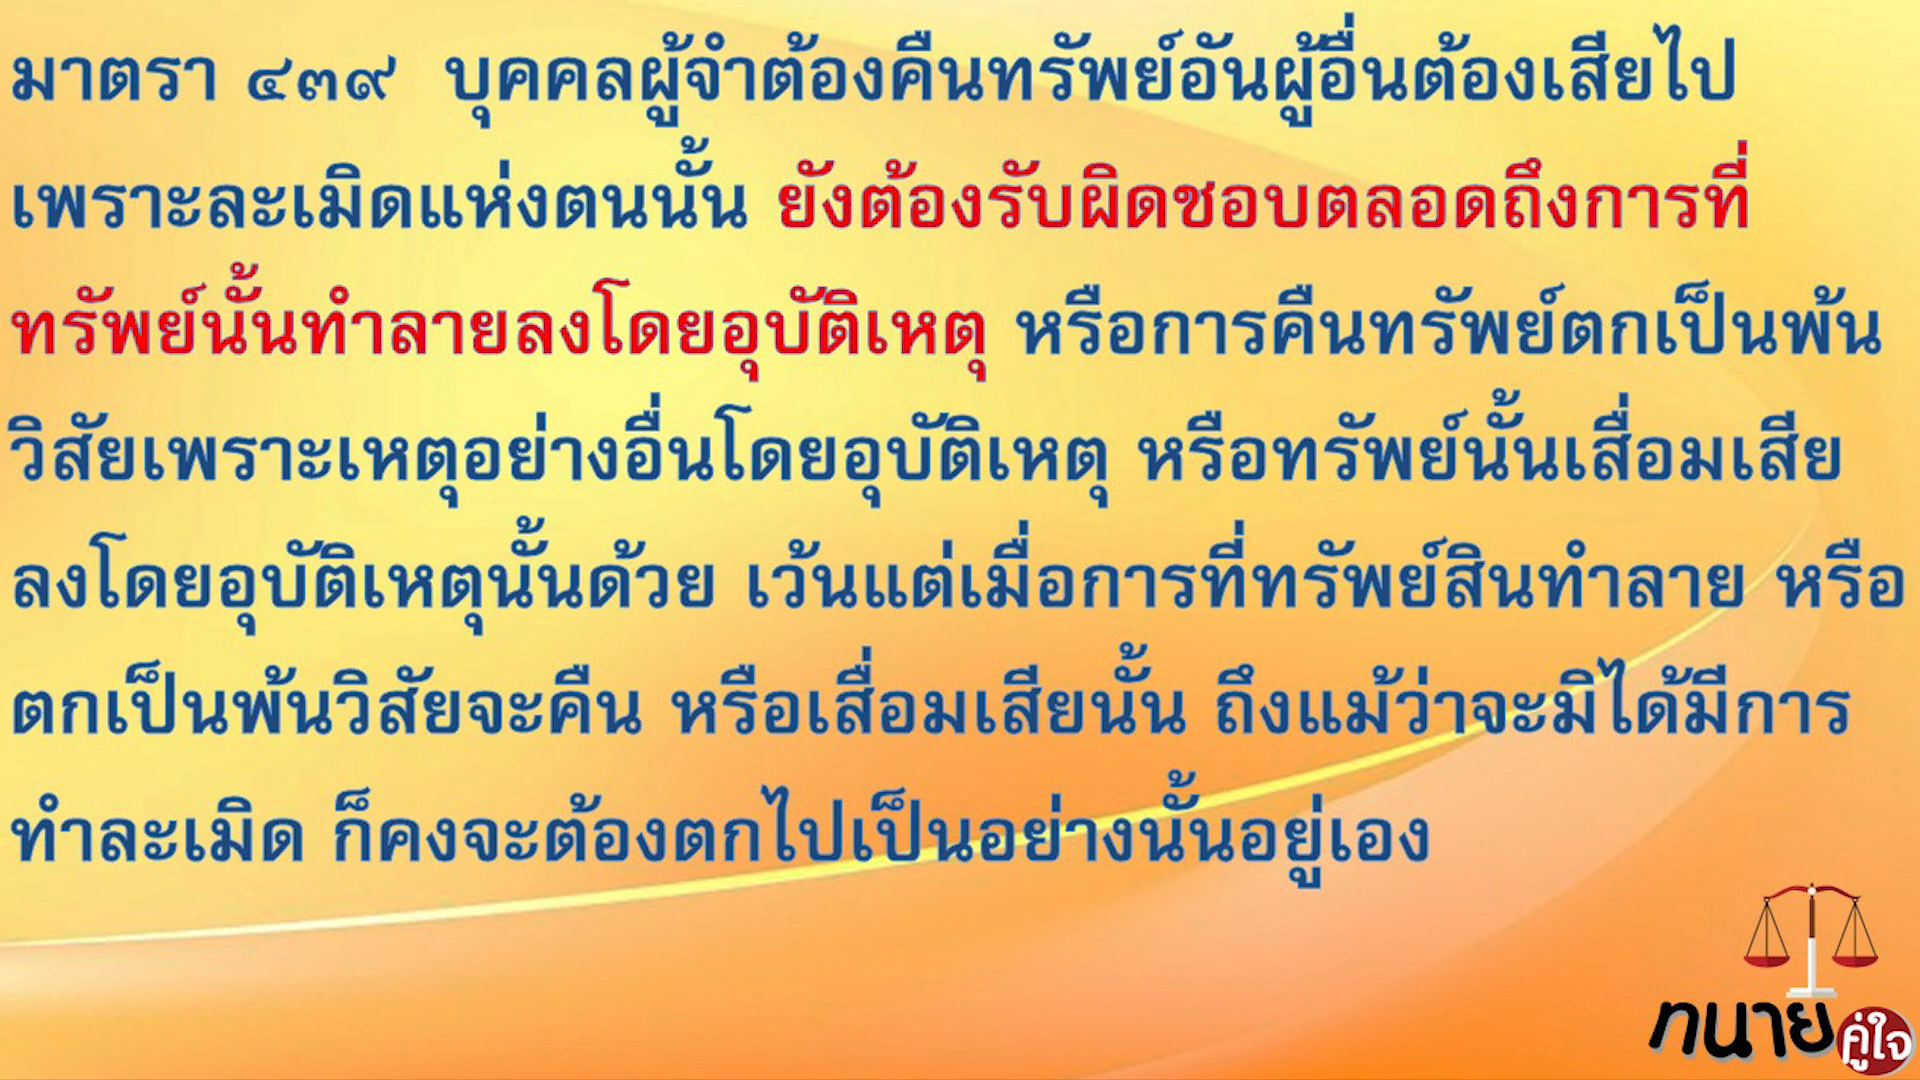 มาตรา ๔๓๙ บุคคลผู้จำต้องคืนทรัพย์อันผู้อื่นต้องเสียไป
เพราะละเมิดแห่งตนนั้น ยังต้องรับผิดชอบตลอดถึงการที่
ทรัพย์นั้นทำลายลงโดยอุบัติเหตุ หรือการคืนทรัพย์ตกเป็นพ้น
วิสัยเพราะเหตุอย่างอื่นโดยอุบัติเหตุ หรือทรัพย์นั้นเสื่อมเสีย
ลงโดยอุบัติเหตุนั้นด้วย เว้นแต่เมื่อการที่ทรัพย์สินทำลาย หรือ
ตกเป็นพ้นวิสัยจะคืน หรือเสื่อมเสียนั้น ถึงแม้ว่าจะมิได้มีการ
ทำละเมิด ก็คงจะต้องตกไปเป็นอย่างนั้นอยู่เอง
ทนายคู่ใจ